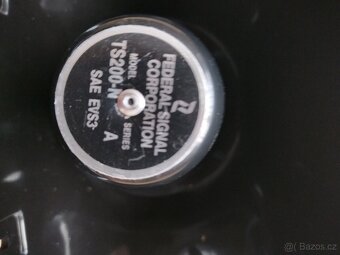 FEDERAL SIGNAL
CORPORATION
MODEL
SERIES
TS200-N
A
SAE EVS3
© Bazos.cz